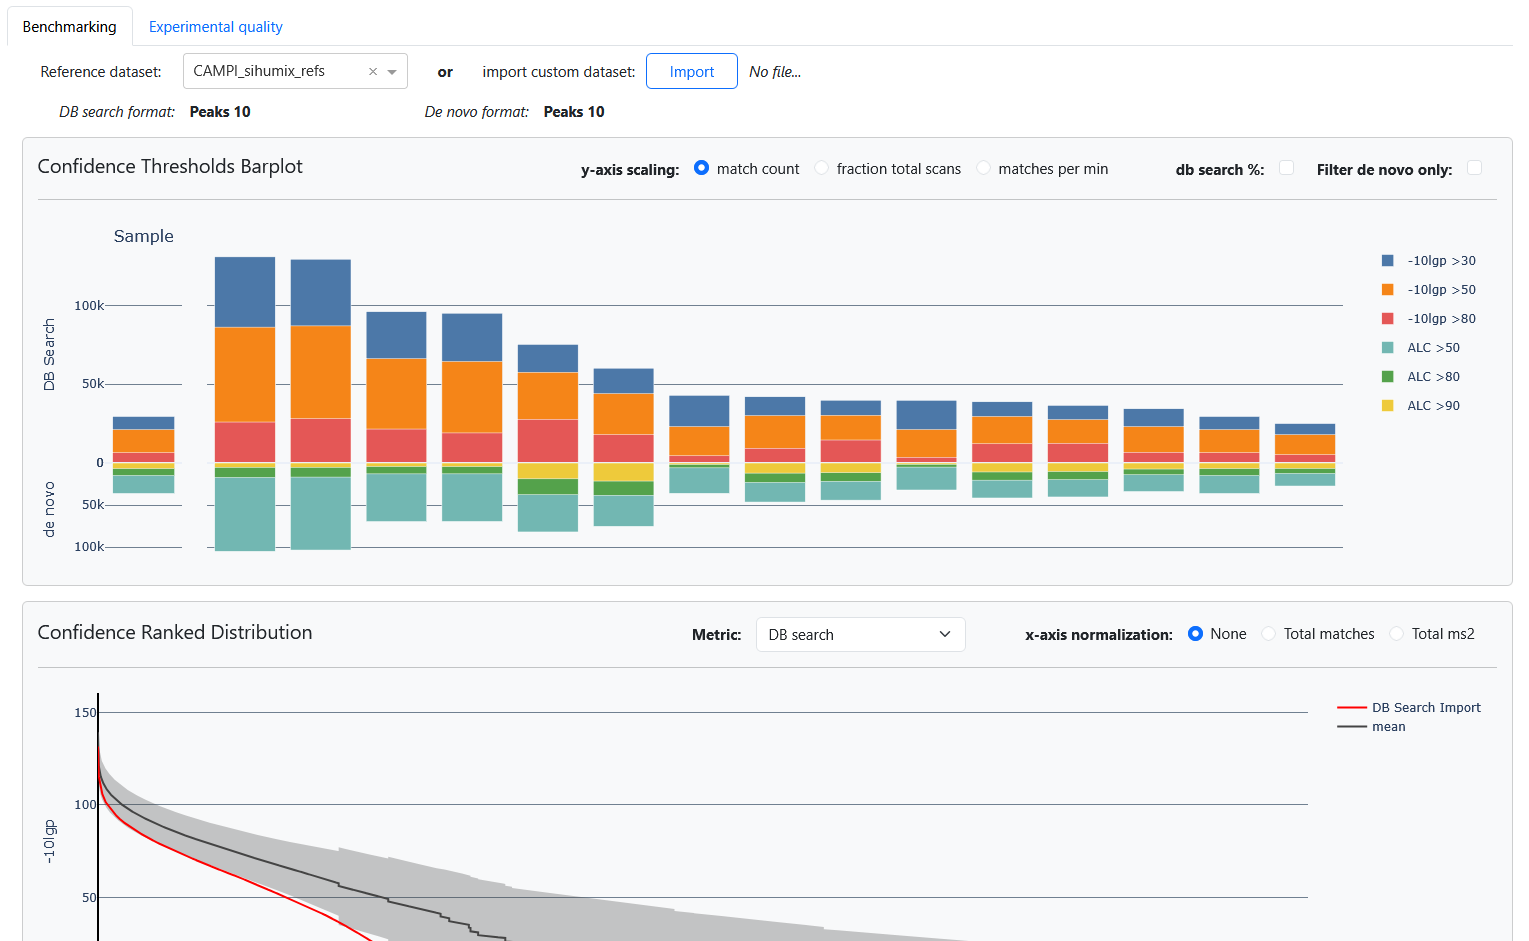 Benchmarking Experimental quality
Reference dataset: CAMPI_sihumix_refs × or import custom dataset: Import No file...
DB search format: Peaks 10 De novo format: Peaks 10
Confidence Thresholds Barplot y-axis scaling: match count fraction total scans matches per min db search %: Filter de novo only:
Sample
DB Search
100k
50k
0
de novo
50k
100k
-10lgp >30
-10lgp >50
-10lgp >80
ALC >50
ALC >80
ALC >90
Confidence Ranked Distribution Metric: DB search x-axis normalization: None Total matches Total ms2
-10lgp
150
100
50
DB Search Import
mean